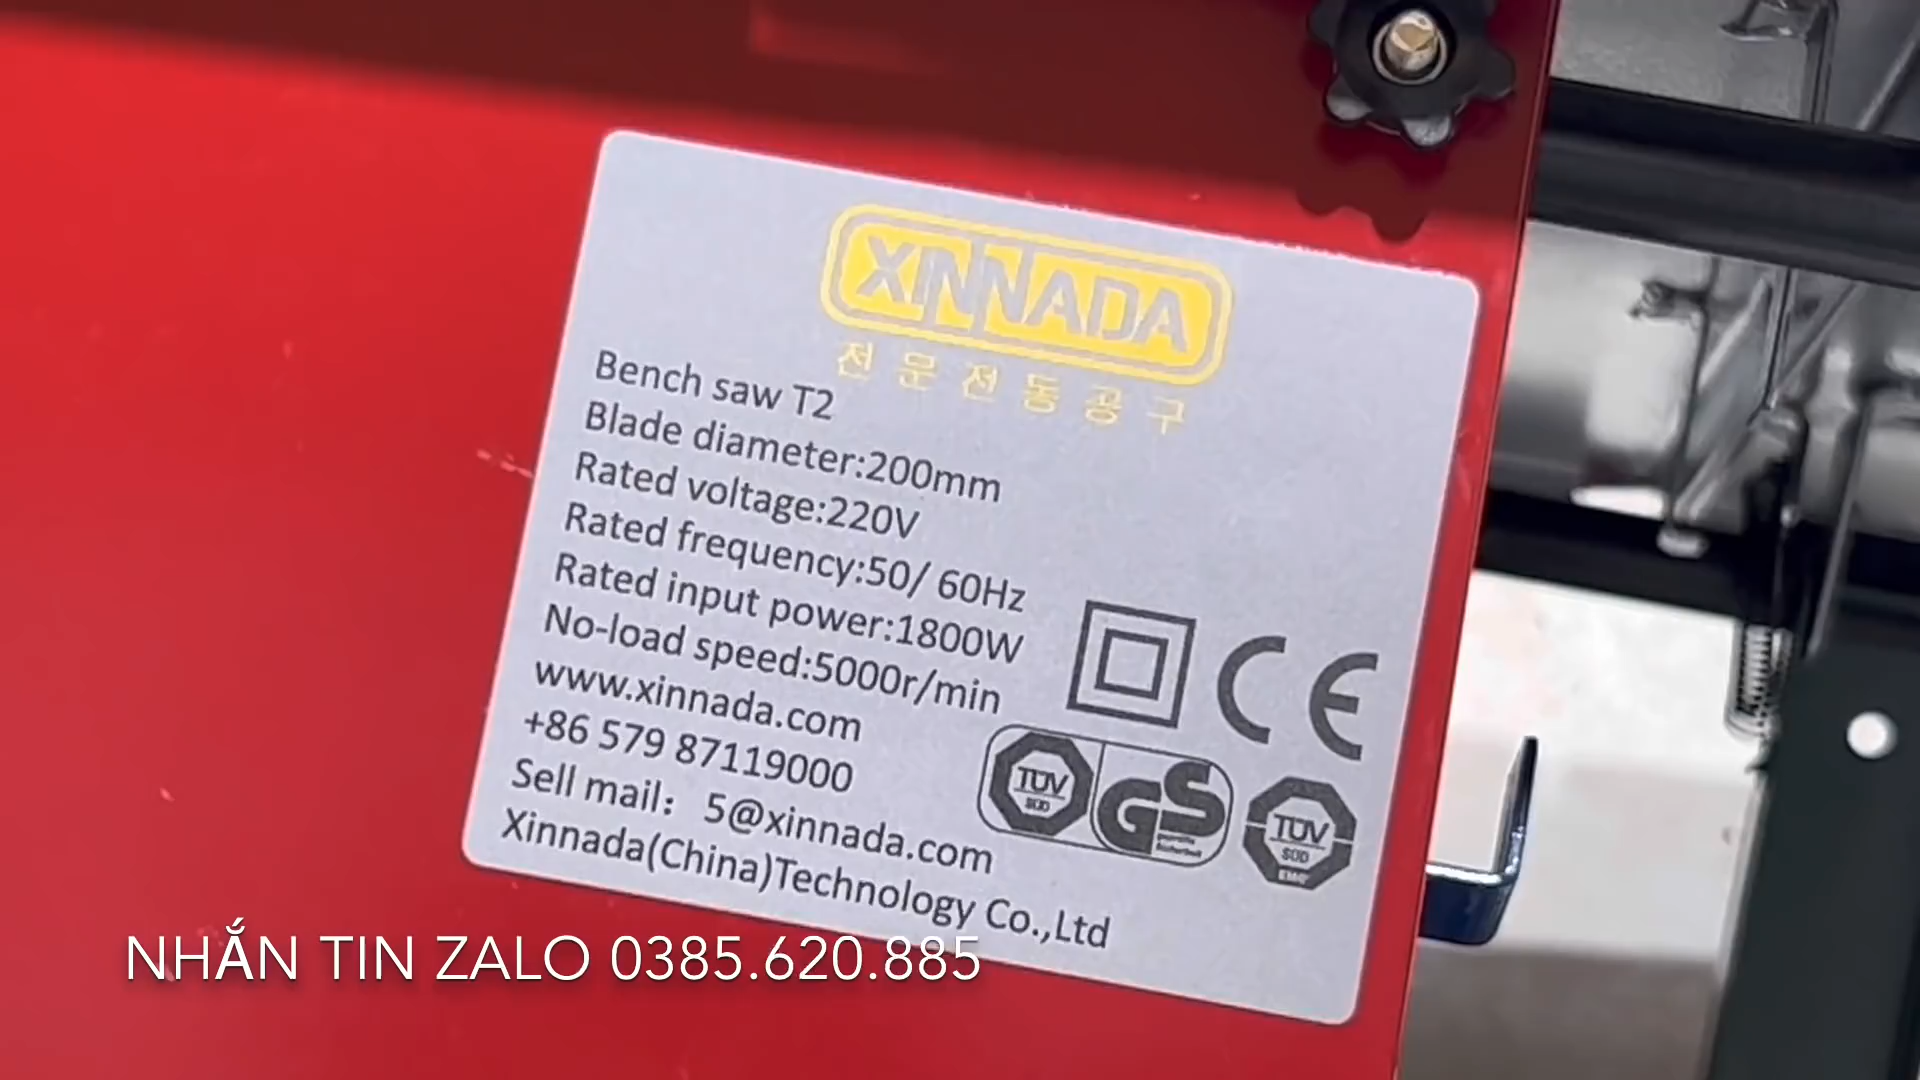 XINNADA
전문전동공구
Bench saw T2
Blade diameter:200mm
Rated voltage:220V
Rated frequency:50/ 60Hz
Rated input power:1800W
No-load speed:5000r/min
www.xinnada.com
+86 579 87119000
Sell mail： 5@xinnada.com
Xinnada(China)Technology Co.,Ltd
CE
TÜV
SÜD
GS
geprüfte
Sicherheit
TÜV
SÜD
EMC
NHẮN TIN ZALO 0385.620.885